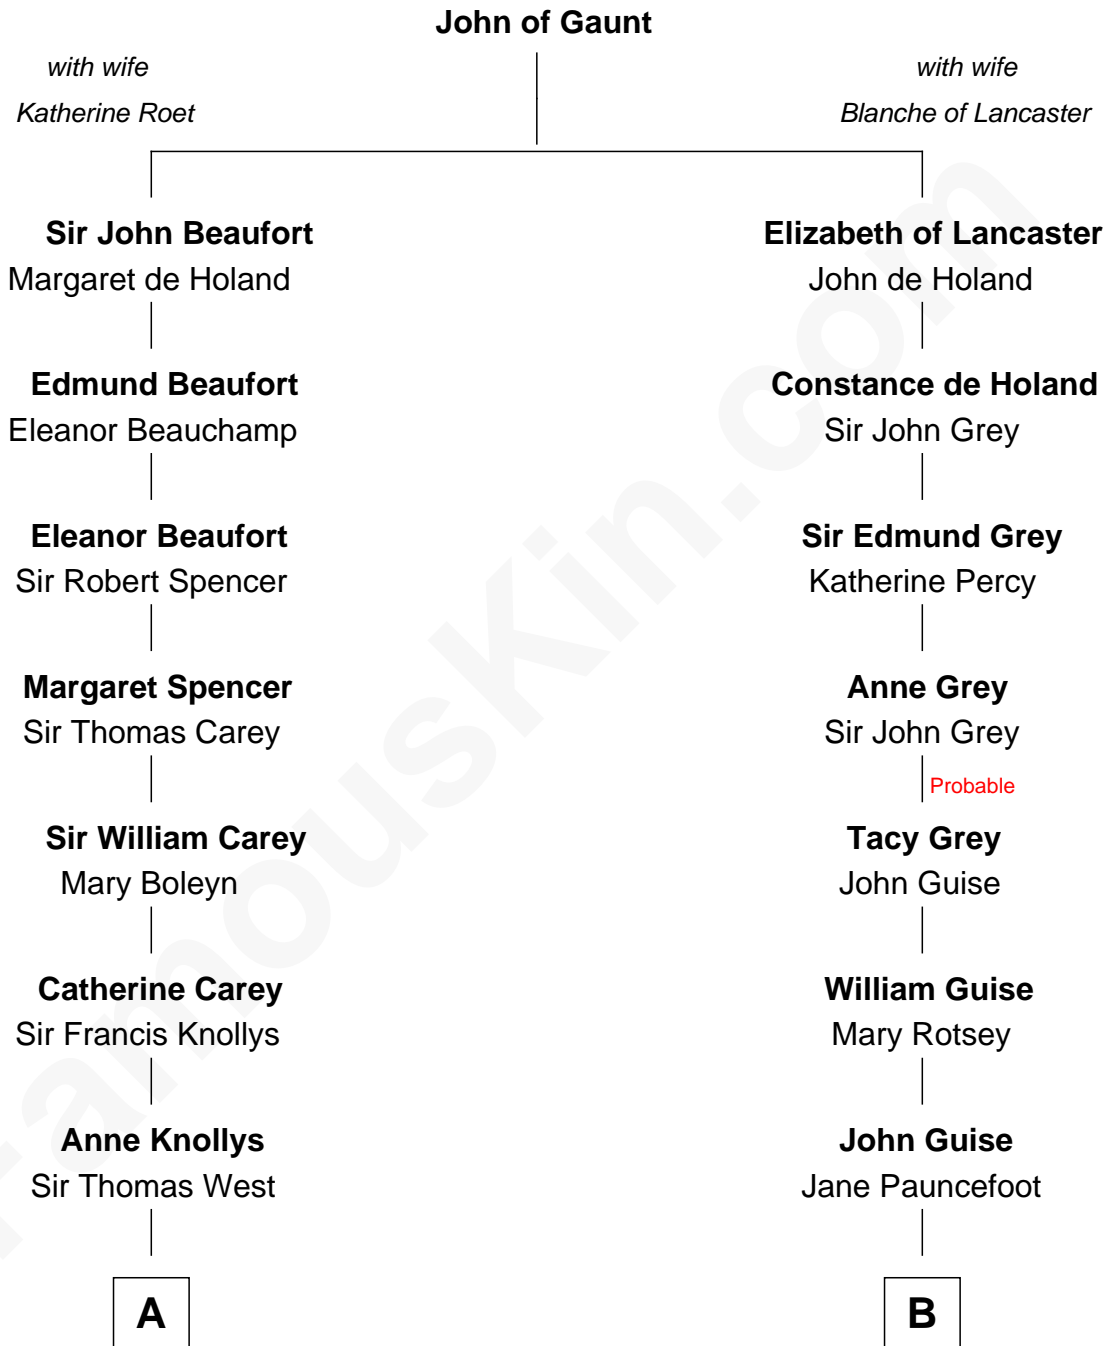 John of Gaunt
with wife
Katherine Roet
with wife
Blanche of Lancaster
Sir John Beaufort
Margaret de Holand
Edmund Beaufort
Eleanor Beauchamp
Eleanor Beaufort
Sir Robert Spencer
Margaret Spencer
Sir Thomas Carey
Sir William Carey
Mary Boleyn
Catherine Carey
Sir Francis Knollys
Anne Knollys
Sir Thomas West
A
Elizabeth of Lancaster
John de Holand
Constance de Holand
Sir John Grey
Sir Edmund Grey
Katherine Percy
Anne Grey
Sir John Grey
Probable
Tacy Grey
John Guise
William Guise
Mary Rotsey
John Guise
Jane Pauncefoot
B
FamousKin.com